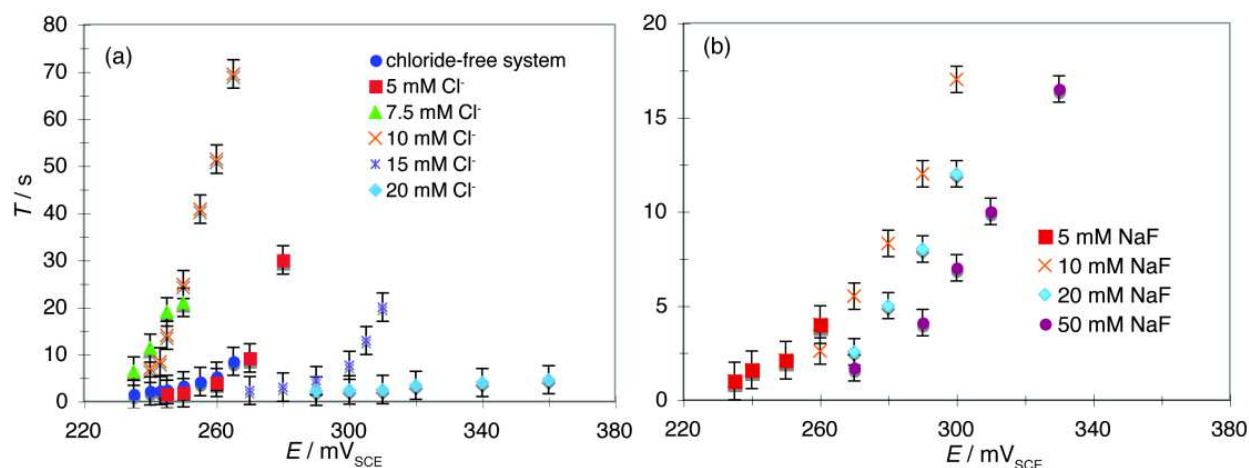 (a)
80
70
60
50
40
30
20
10
0
T / s
chloride-free system
5 mM Cl⁻
7.5 mM Cl⁻
10 mM Cl⁻
15 mM Cl⁻
20 mM Cl⁻
220 260 300 340 380
E / mV_SCE
(b)
20
15
10
5
0
5 mM NaF
10 mM NaF
20 mM NaF
50 mM NaF
220 260 300 340 380
E / mV_SCE